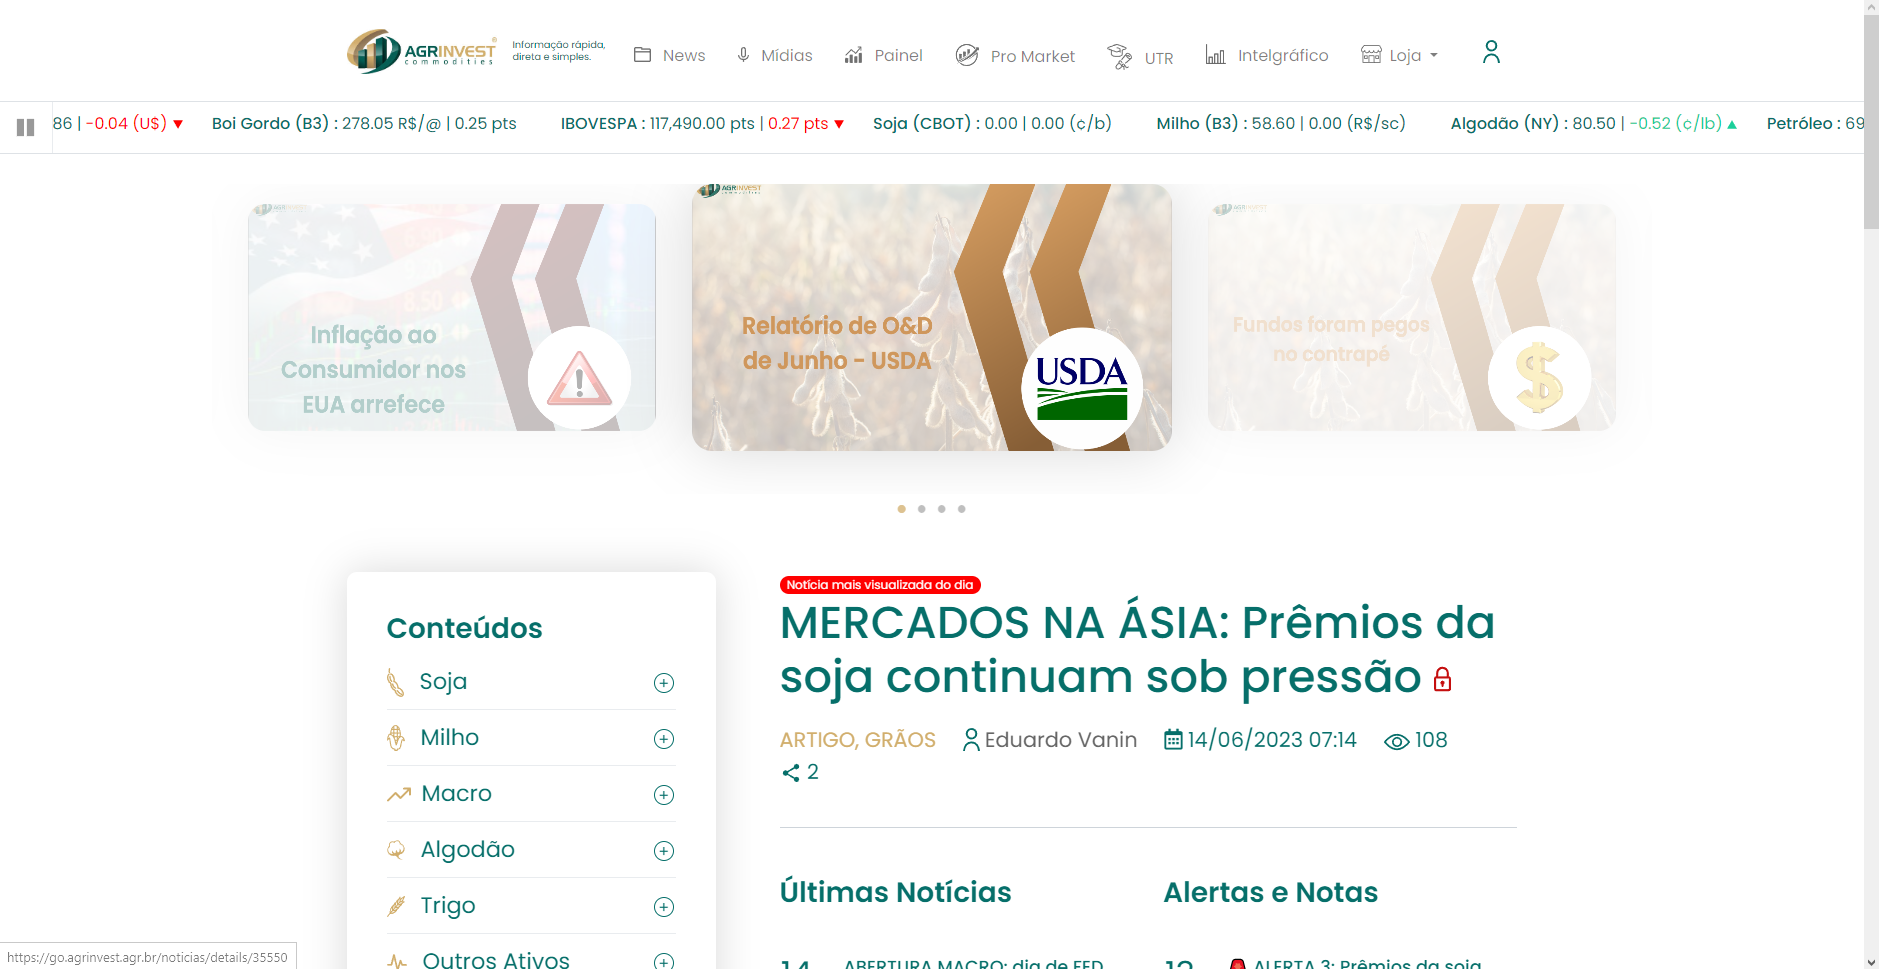 AGRINVEST®
commodities
Informação rápida,
direta e simples.
News
Mídias
Painel
Pro Market
UTR
Intelgráfico
Loja
86 | -0.04 (U$) ▼
Boi Gordo (B3) : 278.05 R$/@ | 0.25 pts
IBOVESPA : 117,490.00 pts | 0.27 pts ▼
Soja (CBOT) : 0.00 | 0.00 (¢/b)
Milho (B3) : 58.60 | 0.00 (R$/sc)
Algodão (NY) : 80.50 | -0.52 (¢/lb) ▲
Petróleo : 69
Inflação ao
Consumidor nos
EUA arrefece
AGRINVEST
Relatório de O&D
de Junho - USDA
USDA
Fundos foram pegos
no contrapé
Conteúdos
Soja
Milho
Macro
Algodão
Trigo
Outros Ativos
Notícia mais visualizada do dia
MERCADOS NA ÁSIA: Prêmios da
soja continuam sob pressão
ARTIGO, GRÃOS
Eduardo Vanin
14/06/2023 07:14
108
2
Últimas Notícias
Alertas e Notas
14
ABERTURA MACRO: dia de FED
ALERTA 3: Prêmios da soja
https://go.agrinvest.agr.br/noticias/details/35550